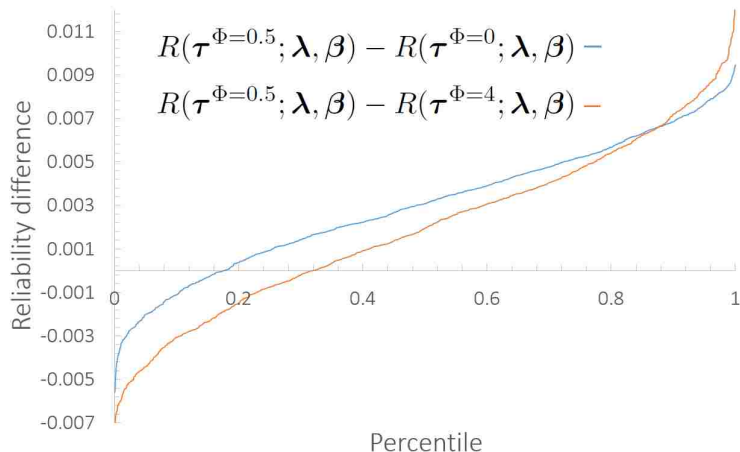 0.011
0.009
0.007
0.005
0.003
0.001
-0.001
-0.003
-0.005
-0.007
Reliability difference
R(τ^Φ=0.5; λ, β) − R(τ^Φ=0; λ, β)
R(τ^Φ=0.5; λ, β) − R(τ^Φ=4; λ, β)
0 0.2 0.4 0.6 0.8 1
Percentile